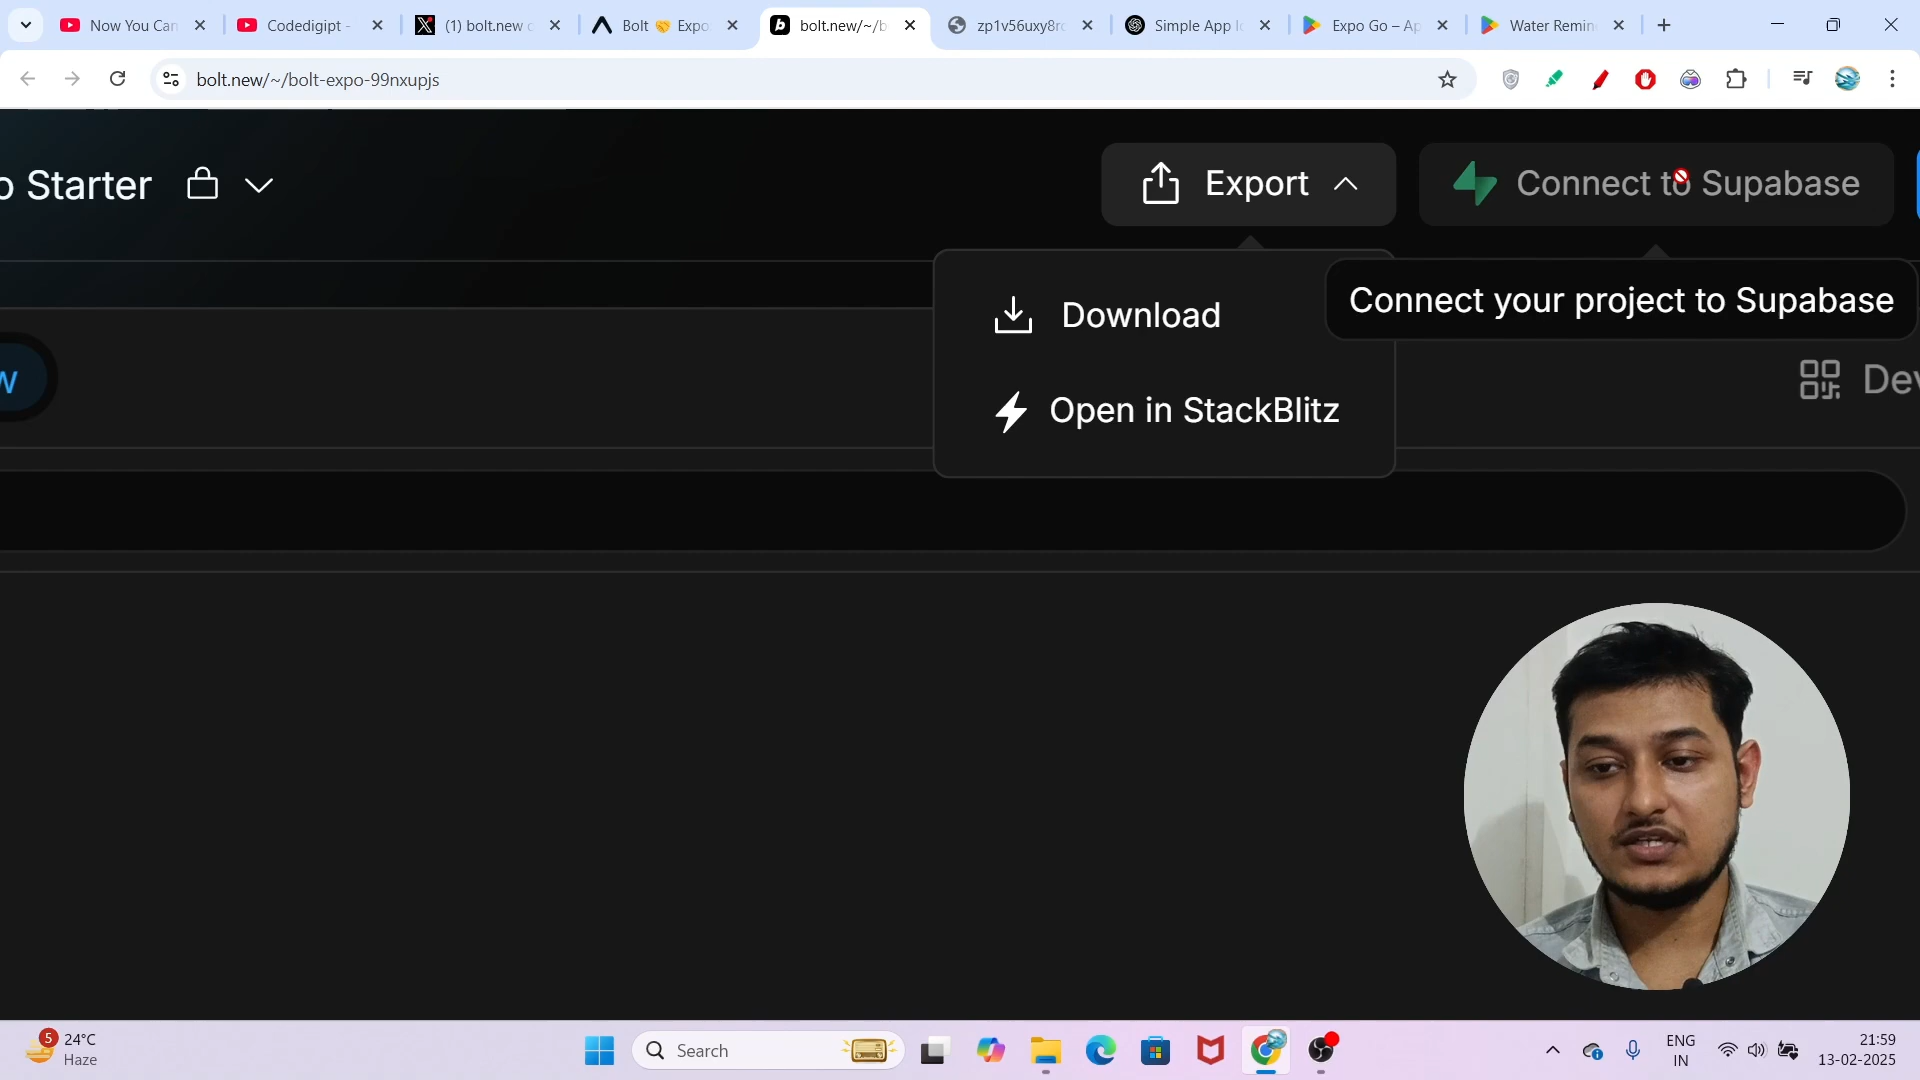 Now You Can
Codedigipt -
(1) bolt.new
Bolt 🤝 Expo
bolt.new/~/b
zp1v56uxy8r
Simple App I
Expo Go – Ap
Water Remin
bolt.new/~/bolt-expo-99nxupjs
o Starter
Export
Connect to Supabase
Download
Connect your project to Supabase
Open in StackBlitz
w
Dev
5
24°C
Haze
Search
ENG
IN
21:59
13-02-2025